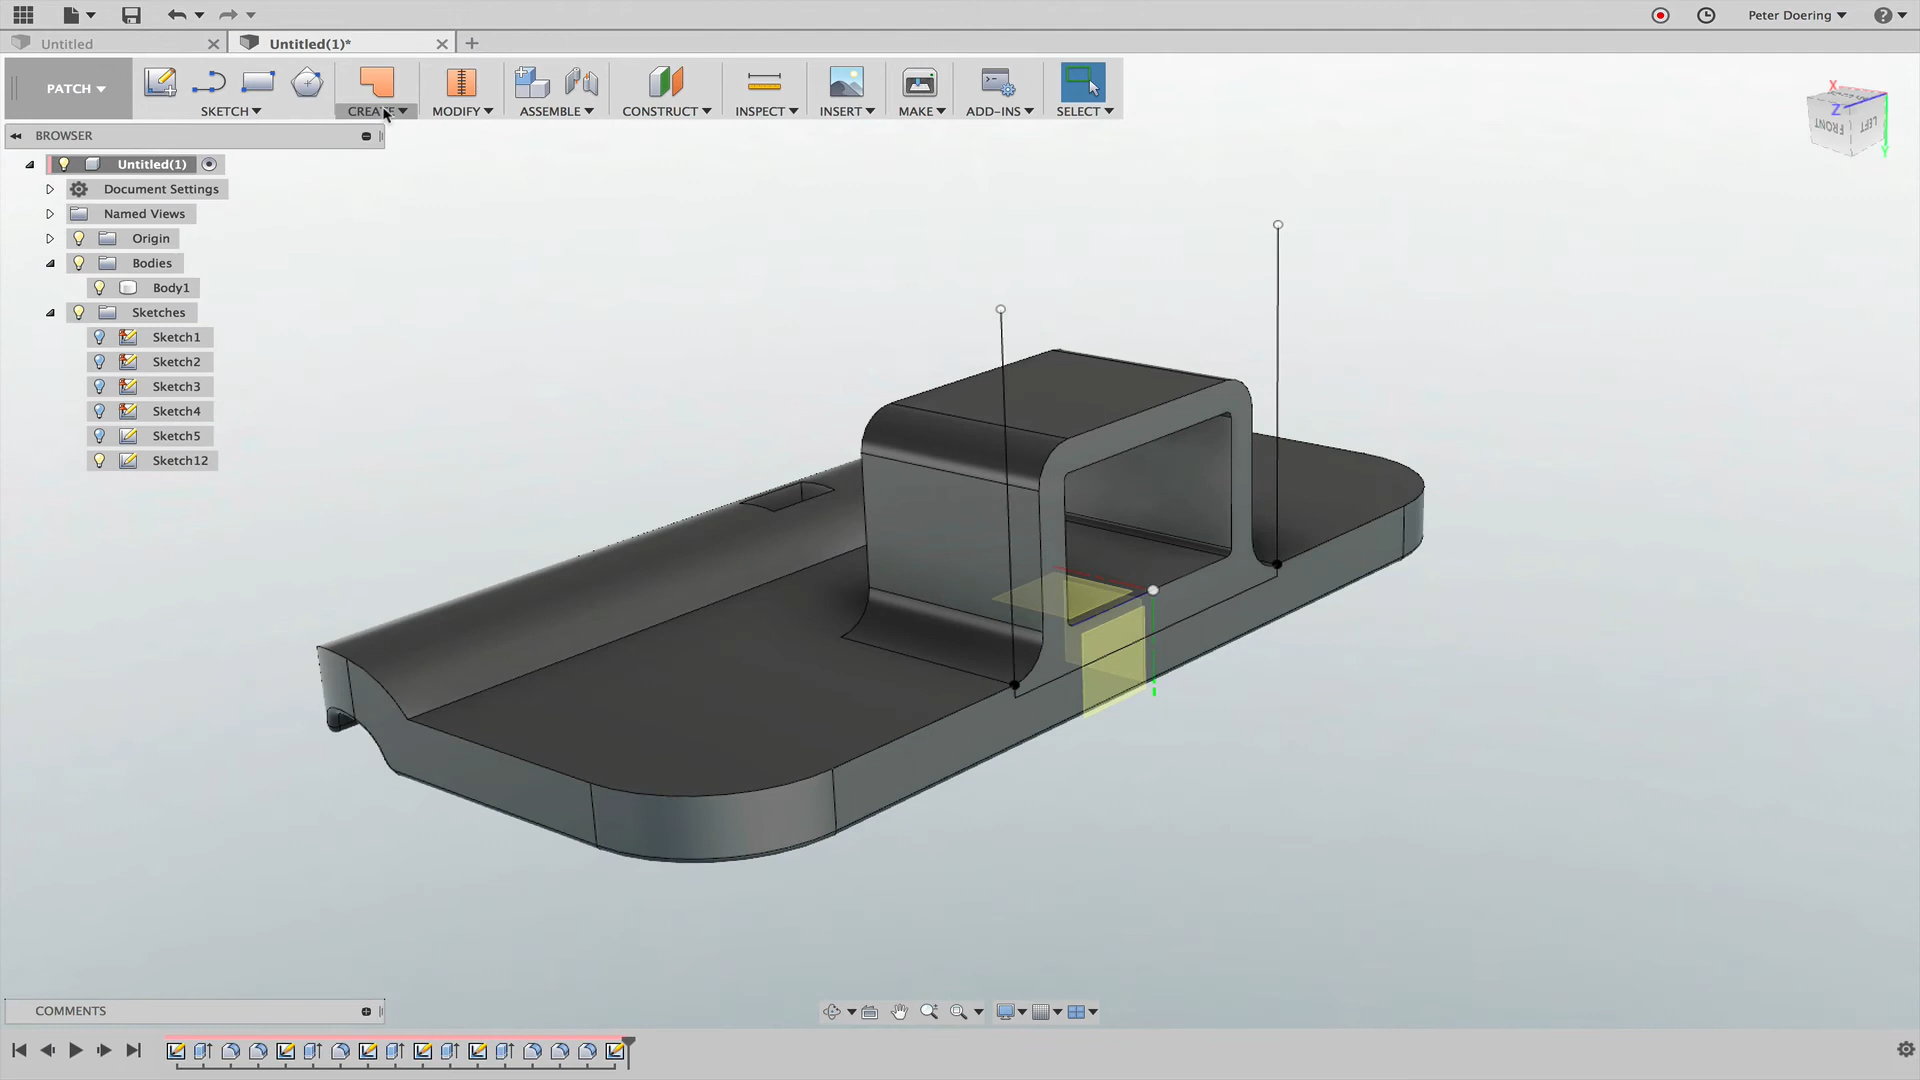 Peter Doering
Untitled
Untitled(1)*
PATCH
SKETCH
CREATE
MODIFY
ASSEMBLE
CONSTRUCT
INSPECT
INSERT
MAKE
ADD-INS
SELECT
X
Z
FRONT
LEFT
Y
BROWSER
Untitled(1)
Document Settings
Named Views
Origin
Bodies
Body1
Sketches
Sketch1
Sketch2
Sketch3
Sketch4
Sketch5
Sketch12
COMMENTS